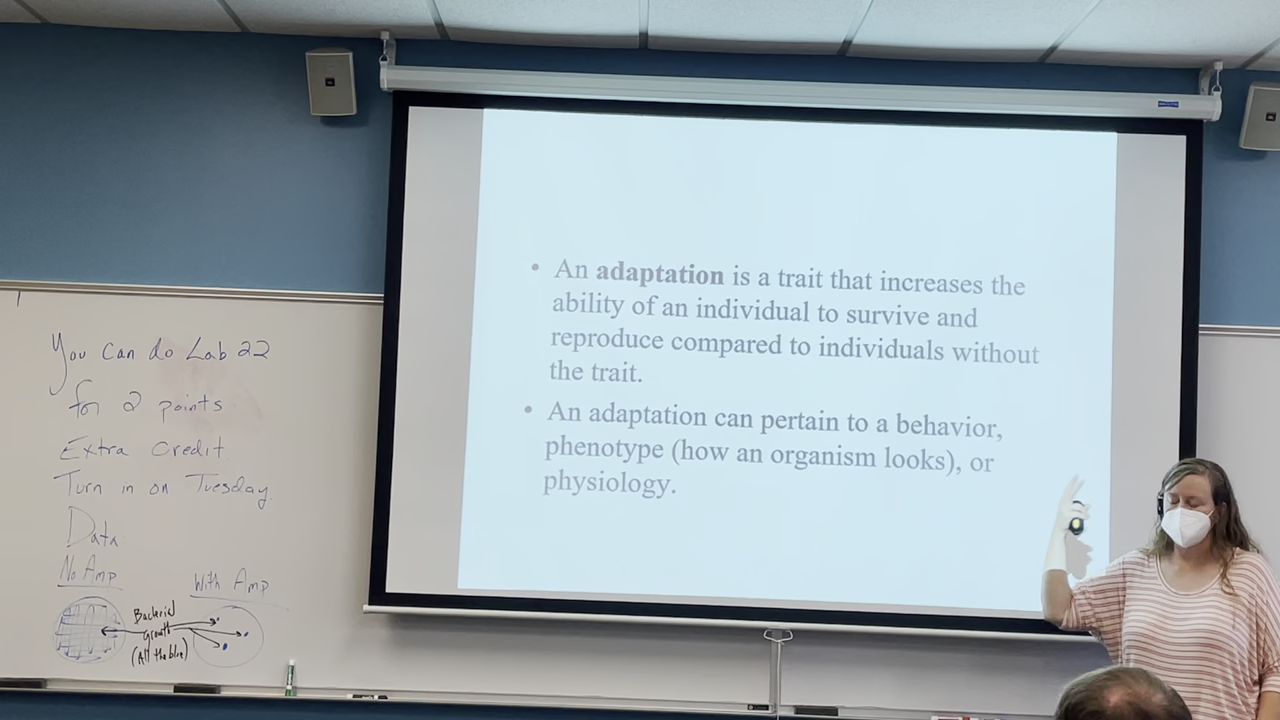 You Can do Lab 22
for 2 points
Extra Credit
Turn in on Tuesday
Data
No Amp
With Amp
Bacterial
Growth
(All the blue)
• An adaptation is a trait that increases the
ability of an individual to survive and
reproduce compared to individuals without
the trait.
• An adaptation can pertain to a behavior,
phenotype (how an organism looks), or
physiology.